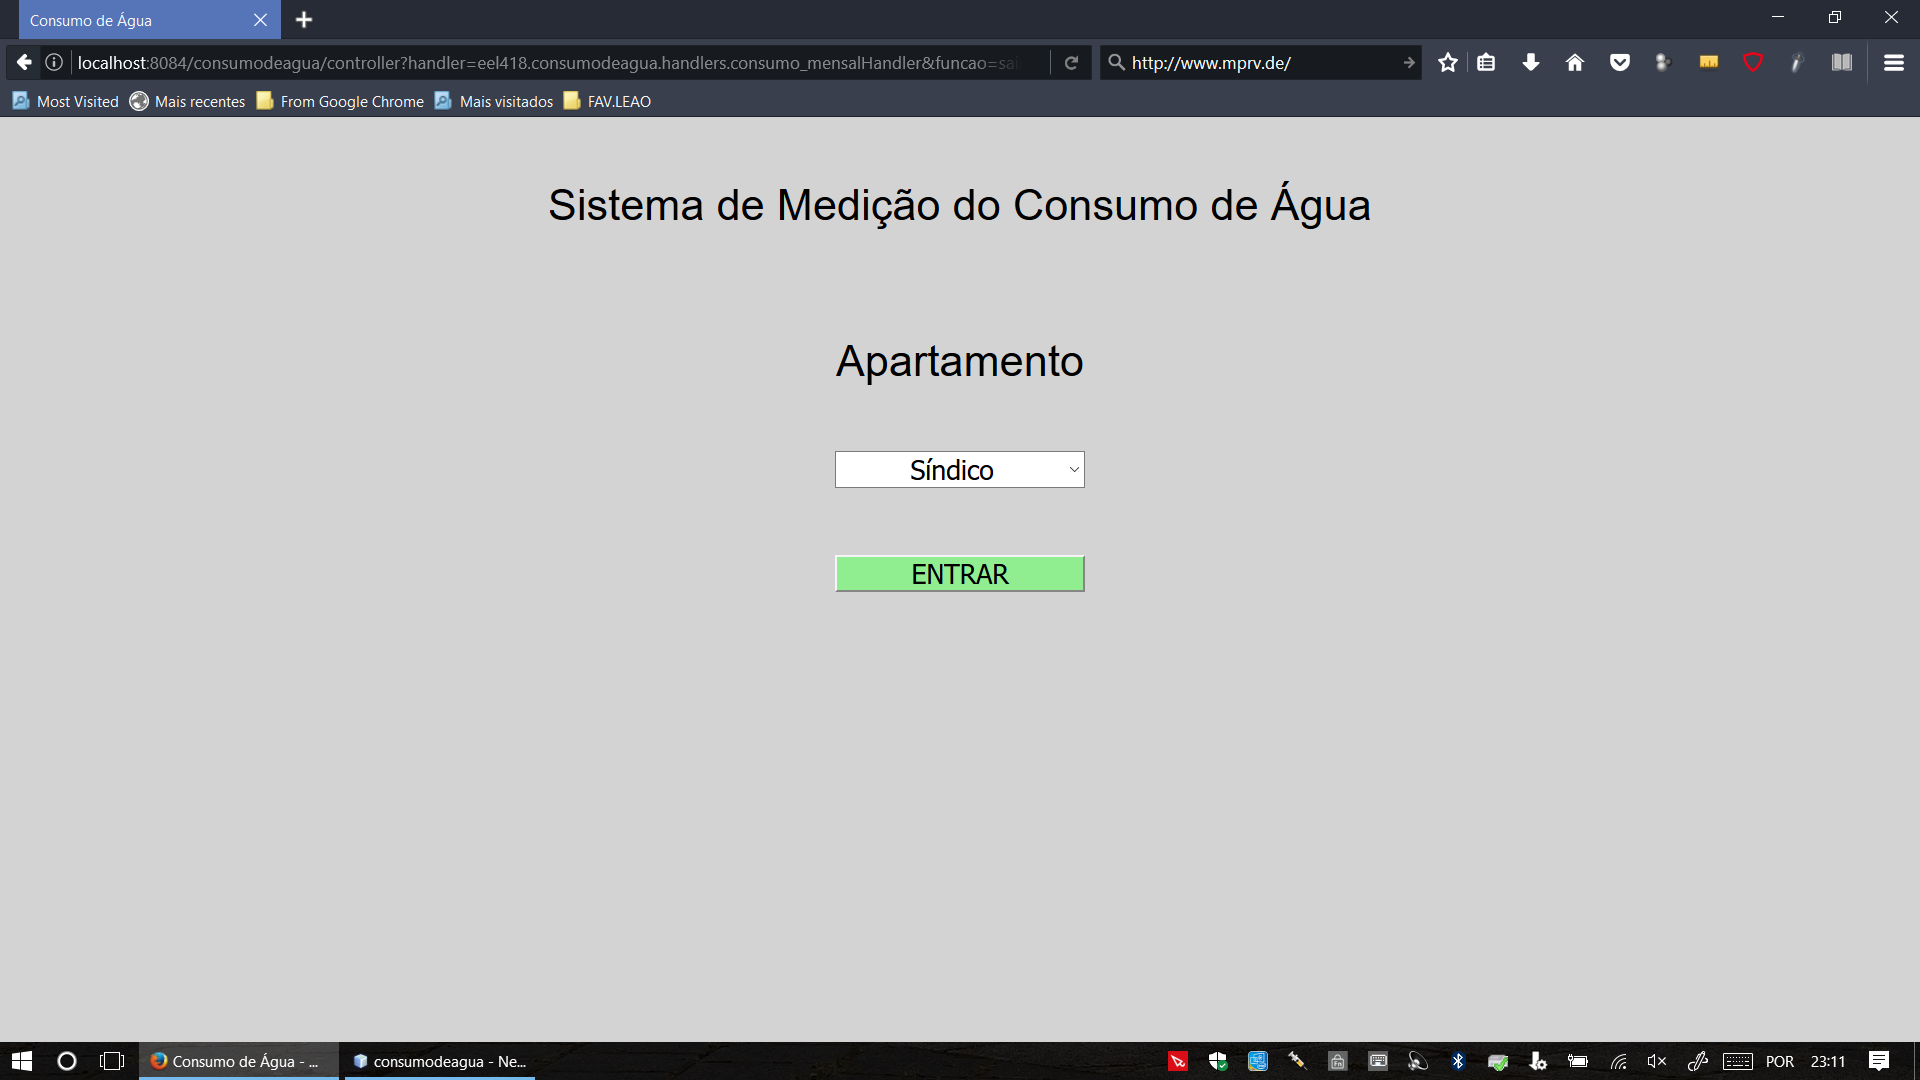 Consumo de Água
localhost:8084/consumodeagua/controller?handler=eel418.consumodeagua.handlers.consumo_mensalHandler&funcao=sai
http://www.mprv.de/
Most Visited Mais recentes From Google Chrome Mais visitados FAV.LEAO
Sistema de Medição do Consumo de Água
Apartamento
Síndico
ENTRAR
Consumo de Água - ... consumodeagua - Ne... POR 23:11